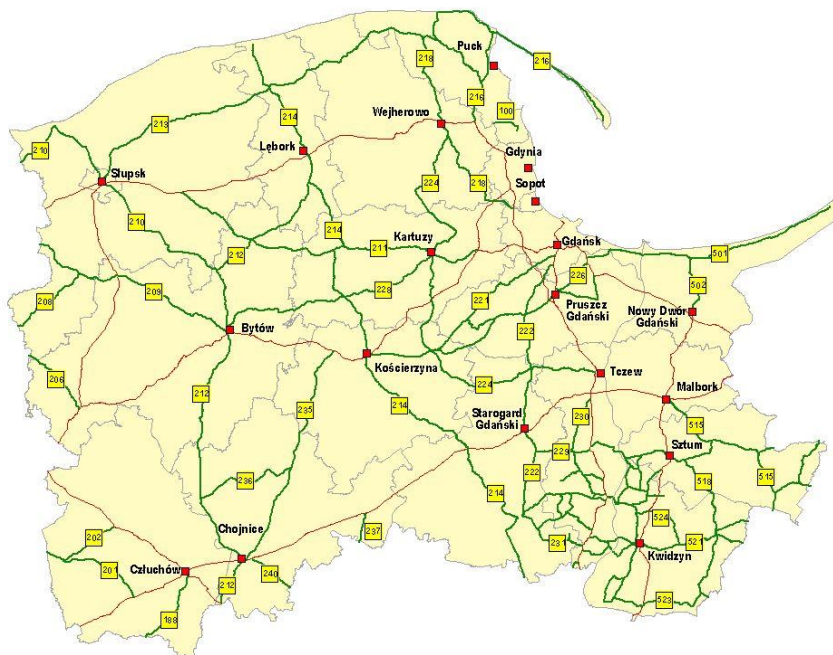 Puck
216
218
216
Wejherowo
100
213
214
Lębork
210
Gdynia
Słupsk
224
218
Sopot
210
214
Kartuzy
Gdańsk
211
212
501
226
502
209
228
221
208
Pruszcz
Gdański
Nowy Dwór
Gdański
Bytów
222
Kościerzyna
206
Tczew
224
212
235
214
Malbork
Starogard
Gdański
230
515
Sztum
229
222
236
518
515
214
524
Chojnice
237
202
231
521
Kwidzyn
201
Człuchów
212
240
523
188